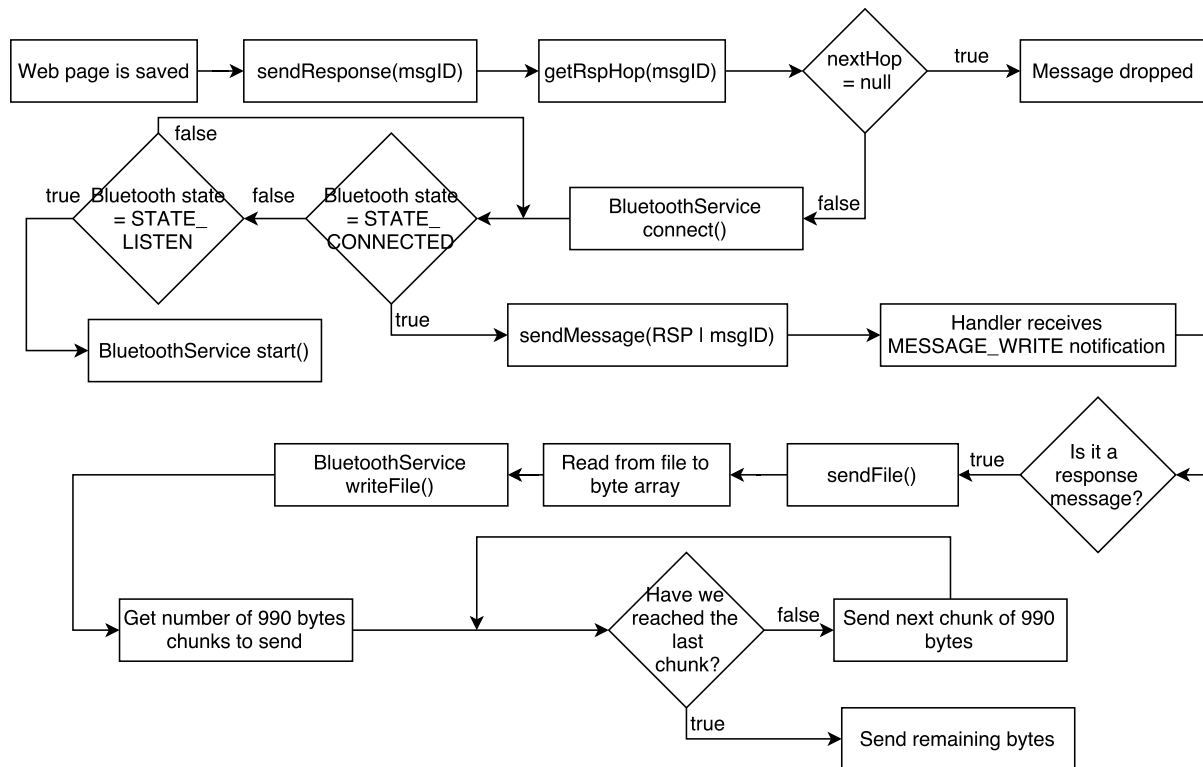 Web page is saved
sendResponse(msgID)
getRspHop(msgID)
nextHop
= null
true
Message dropped
false
true
Bluetooth state
= STATE_
LISTEN
false
Bluetooth state
= STATE_
CONNECTED
BluetoothService
connect()
false
true
BluetoothService start()
sendMessage(RSP | msgID)
Handler receives
MESSAGE_WRITE notification
Is it a
response
message?
true
sendFile()
Read from file to
byte array
BluetoothService
writeFile()
Get number of 990 bytes
chunks to send
Have we
reached the
last
chunk?
false
Send next chunk of 990
bytes
true
Send remaining bytes